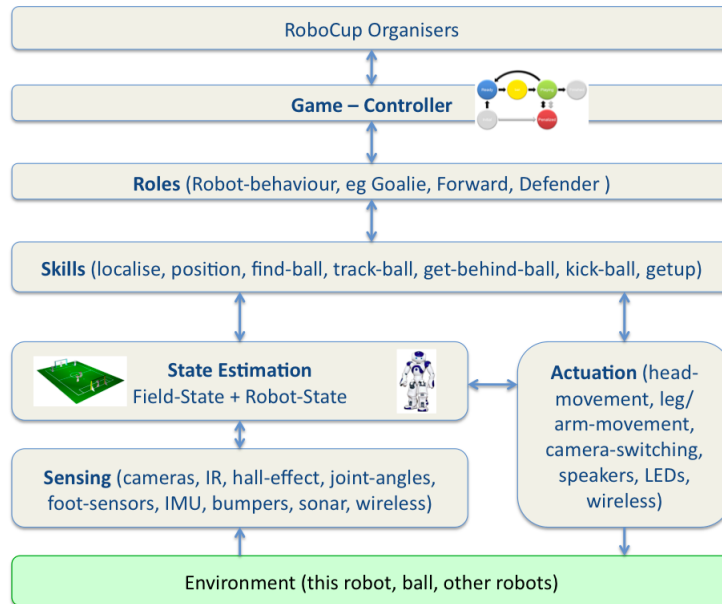 RoboCup Organisers
Game – Controller
Roles (Robot-behaviour, eg Goalie, Forward, Defender )
Skills (localise, position, find-ball, track-ball, get-behind-ball, kick-ball, getup)
State Estimation
Field-State + Robot-State
Actuation (head-
movement, leg/
arm-movement,
camera-switching,
speakers, LEDs,
wireless)
Sensing (cameras, IR, hall-effect, joint-angles,
foot-sensors, IMU, bumpers, sonar, wireless)
Environment (this robot, ball, other robots)